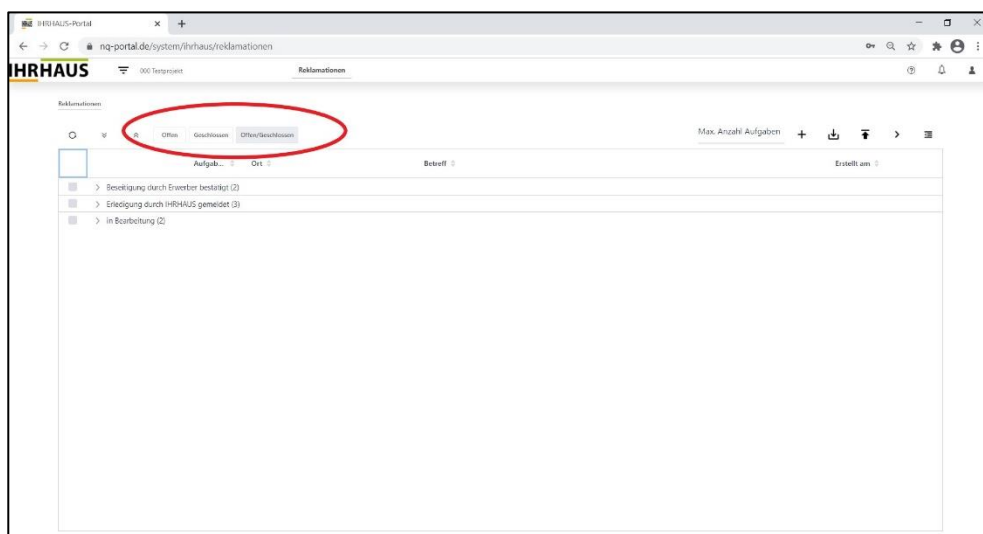 IHRHAUS-Portal
nq-portal.de/system/ihrhaus/reklamationen
IHRHAUS 000 Testprojekt Reklamationen
Reklamationen
Offen Geschlossen Offen/Geschlossen Max. Anzahl Aufgaben
Aufgab... Ort Betreff Erstellt am
Beseitigung durch Erwerber bestätigt (2)
Erledigung durch IHRHAUS gemeldet (3)
in Bearbeitung (2)